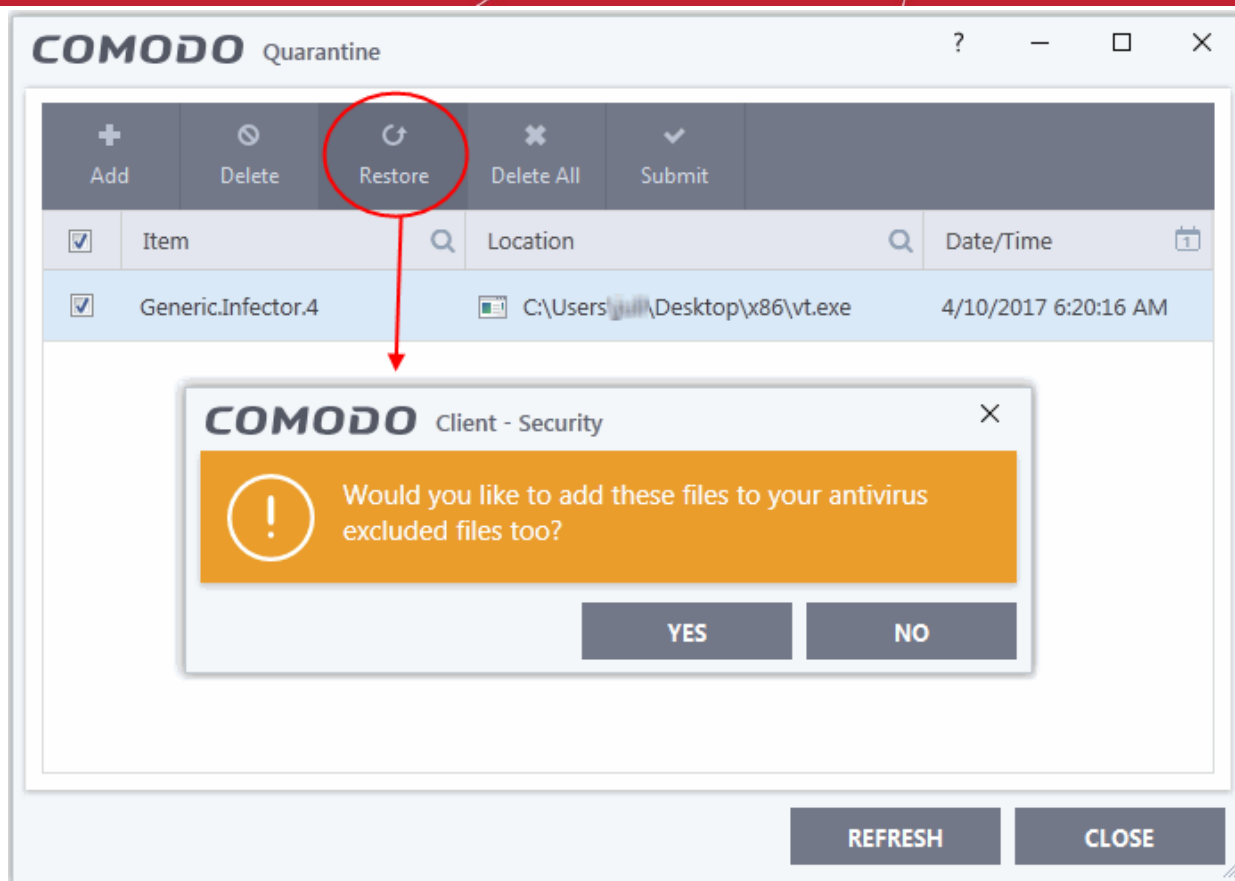 COMODO Quarantine ?
Add Delete Restore Delete All Submit
Item Location Date/Time
1
Generic.Infector.4 C:\Users\ \Desktop\x86\vt.exe 4/10/2017 6:20:16 AM
COMODO Client - Security
!
Would you like to add these files to your antivirus
excluded files too?
YES NO
REFRESH CLOSE